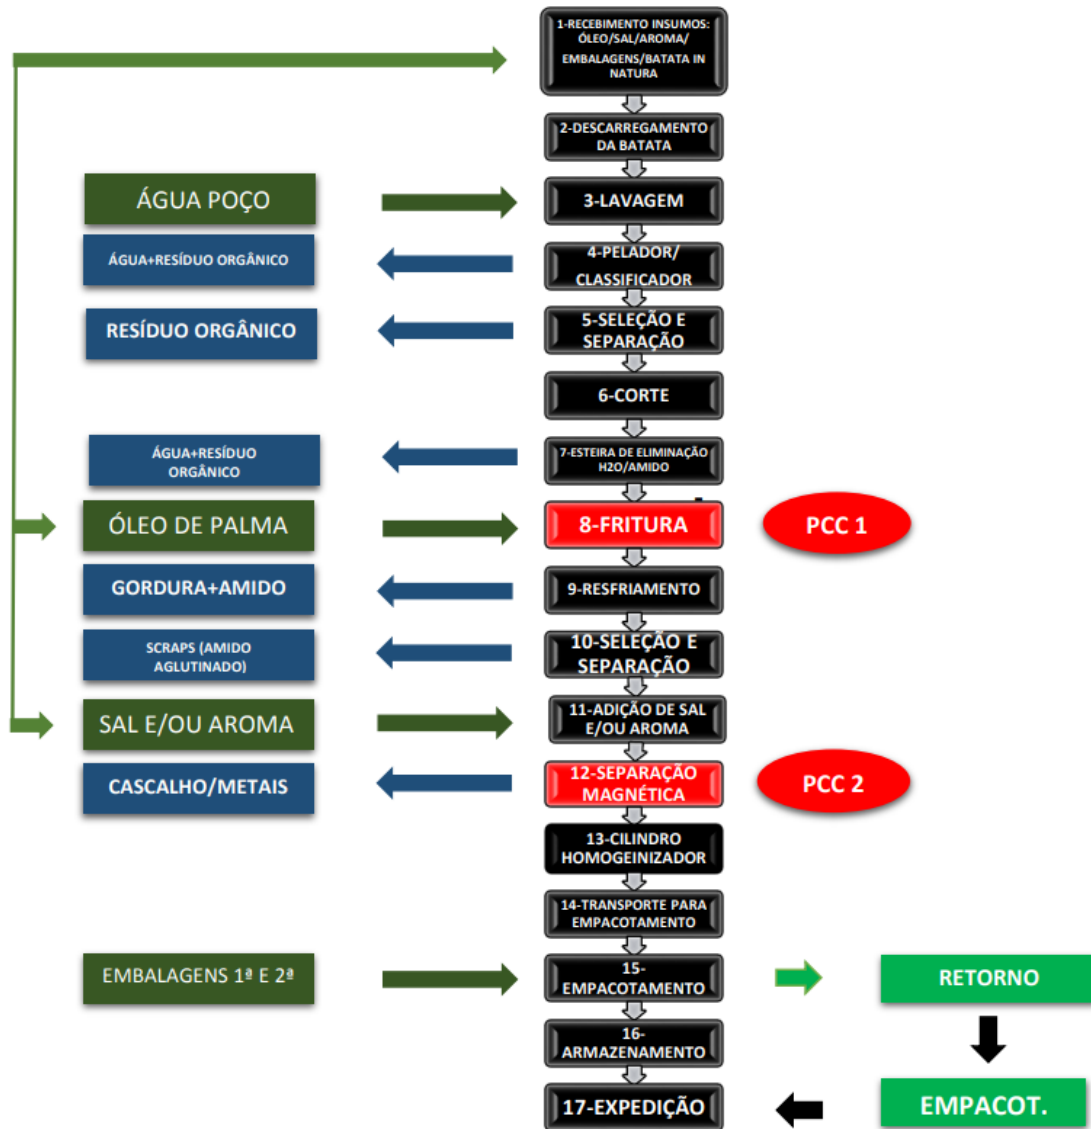 1-RECEBIMENTO INSUMOS:
ÓLEO/SAL/AROMA/
EMBALAGENS/BATATA IN
NATURA
2-DESCARREGAMENTO
DA BATATA
ÁGUA POÇO
3-LAVAGEM
ÁGUA+RESÍDUO ORGÂNICO
4-PELADOR/
CLASSIFICADOR
RESÍDUO ORGÂNICO
5-SELEÇÃO E
SEPARAÇÃO
6-CORTE
ÁGUA+RESÍDUO
ORGÂNICO
7-ESTEIRA DE ELIMINAÇÃO
H2O/AMIDO
ÓLEO DE PALMA
8-FRITURA
PCC 1
GORDURA+AMIDO
9-RESFRIAMENTO
SCRAPS (AMIDO
AGLUTINADO)
10-SELEÇÃO E
SEPARAÇÃO
SAL E/OU AROMA
11-ADIÇÃO DE SAL
E/OU AROMA
CASCALHO/METAIS
12-SEPARAÇÃO
MAGNÉTICA
PCC 2
13-CILINDRO
HOMOGEINIZADOR
14-TRANSPORTE PARA
EMPACOTAMENTO
EMBALAGENS 1ª E 2ª
15-
EMPACOTAMENTO
RETORNO
16-
ARMAZENAMENTO
17-EXPEDIÇÃO
EMPACOT.